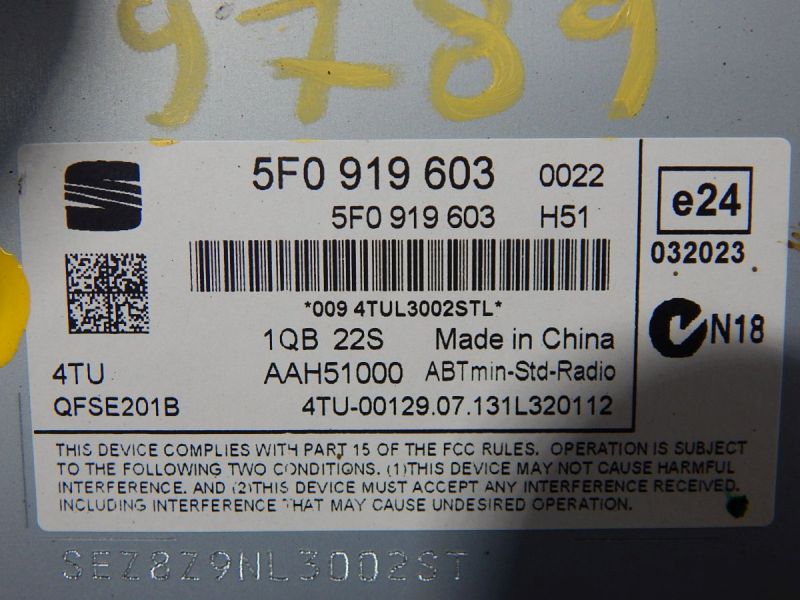 9789
5F0 919 603 0022
5F0 919 603 H51
*009 4TUL3002STL*
1QB 22S Made in China
4TU AAH51000 ABTmin-Std-Radio
QFSE201B 4TU-00129.07.131L320112
e24
032023
N18
THIS DEVICE COMPLIES WITH PART 15 OF THE FCC RULES. OPERATION IS SUBJECT
TO THE FOLLOWING TWO CONDITIONS. (1)THIS DEVICE MAY NOT CAUSE HARMFUL
INTERFERENCE. AND (2)THIS DEVICE MUST ACCEPT ANY INTERFERENCE RECEIVED.
INCLUDING INTERFERENCE THAT MAY CAUSE UNDESIRED OPERATION.
SEZ8Z9NL3002ST